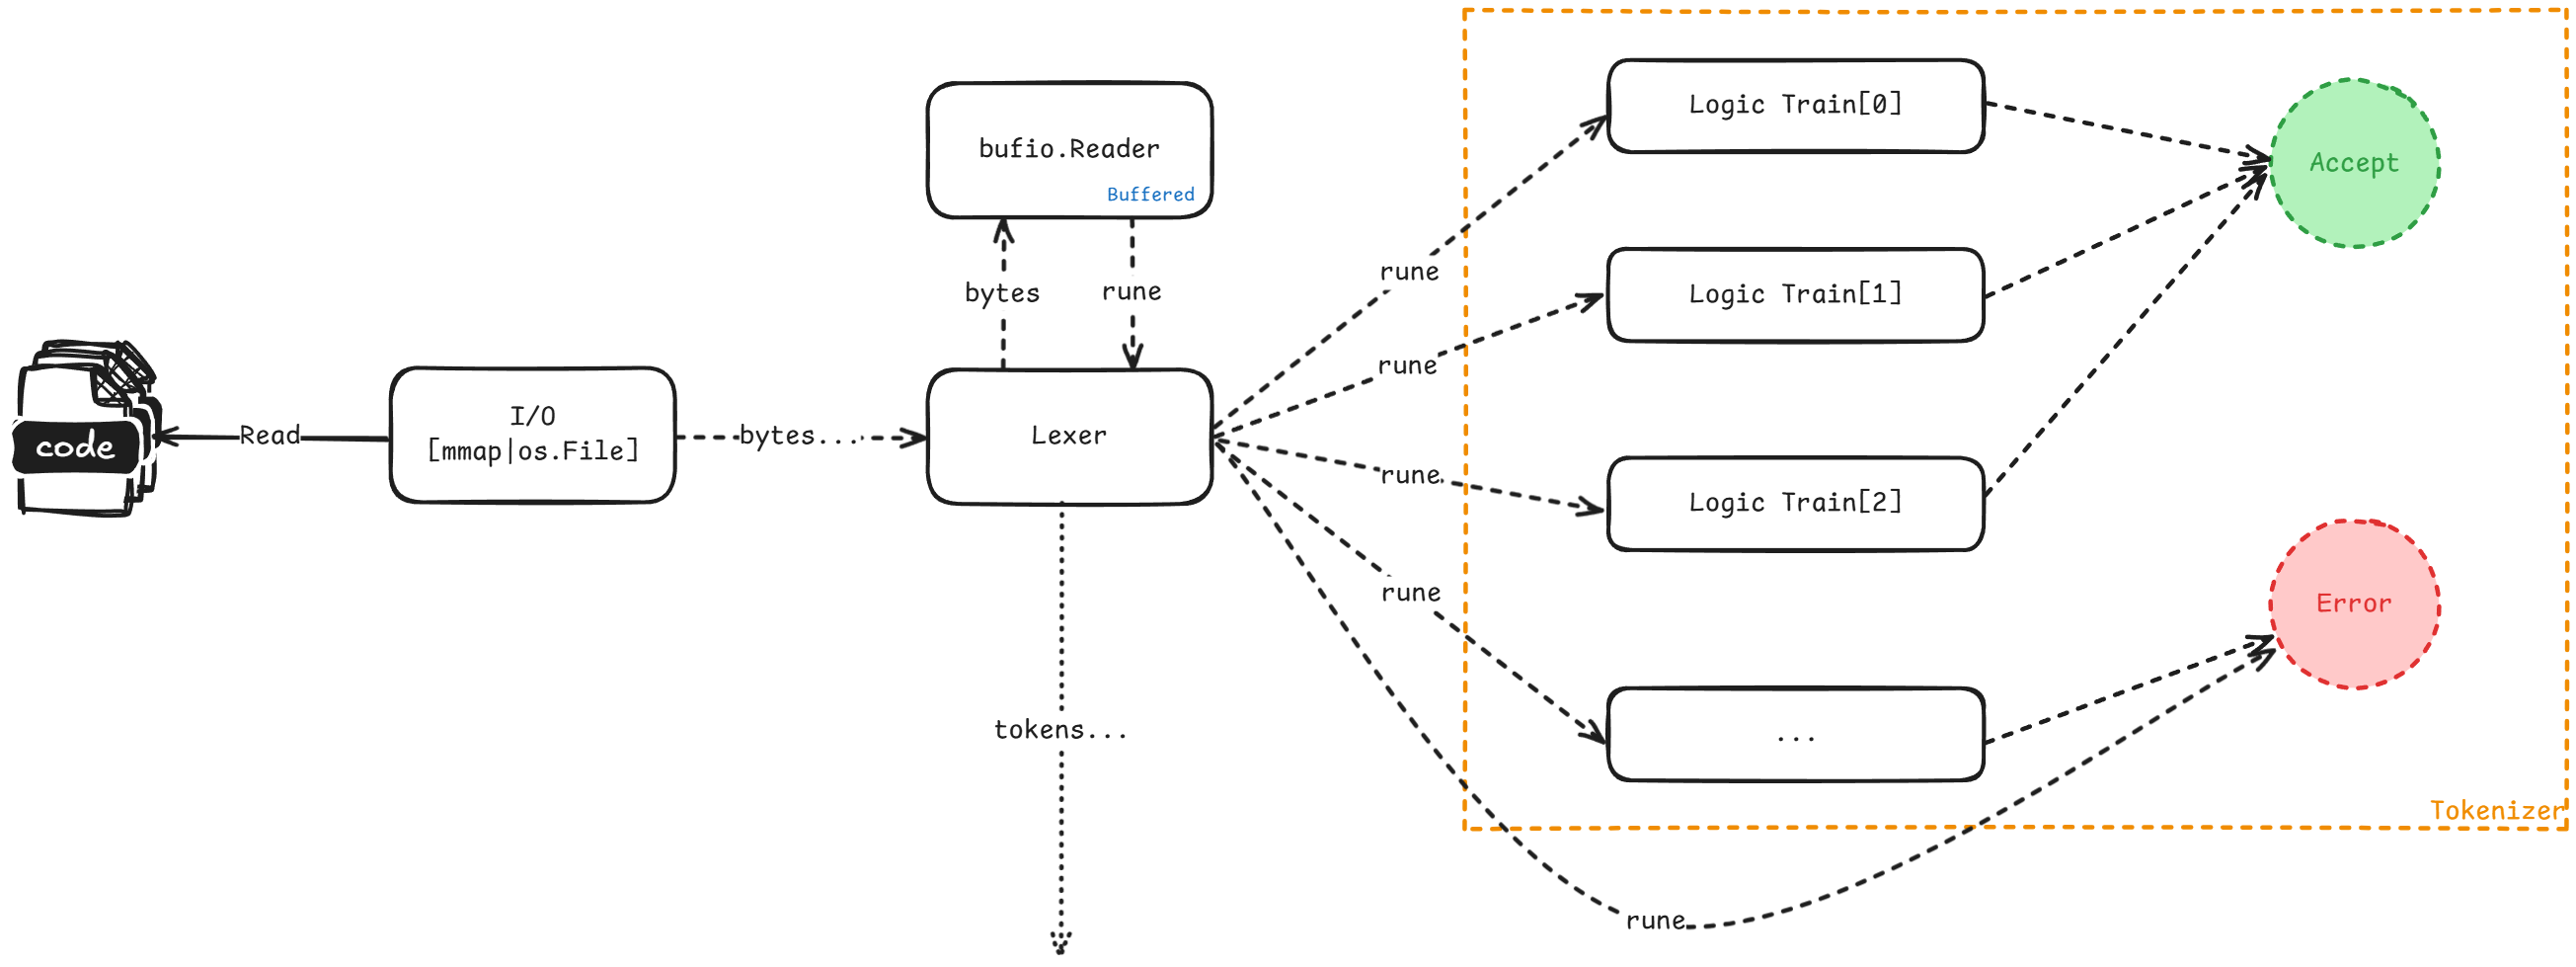 code
Read
I/O
[mmap|os.File]
bytes...
bufio.Reader
Buffered
bytes
rune
Lexer
tokens...
rune
rune
rune
rune
rune
Logic Train[0]
Logic Train[1]
Logic Train[2]
...
Accept
Error
Tokenizer